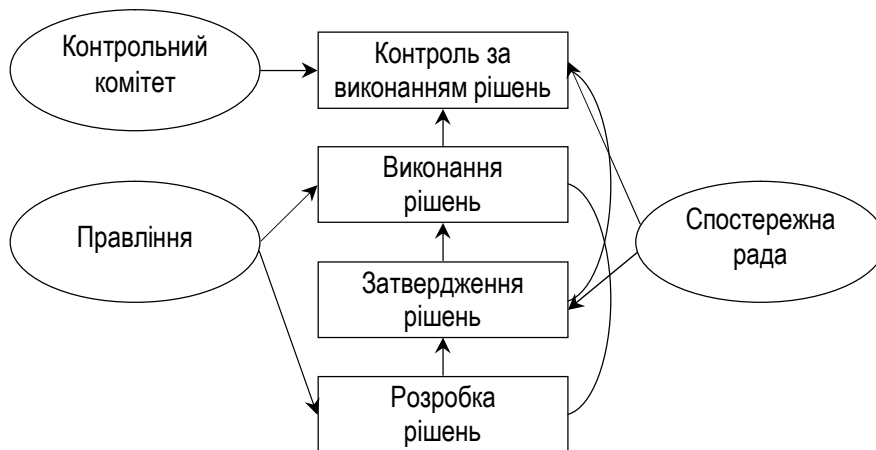 Контрольний
комітет
Контроль за
виконанням рішень
Виконання
рішень
Правління
Спостережна
рада
Затвердження
рішень
Розробка
рішень